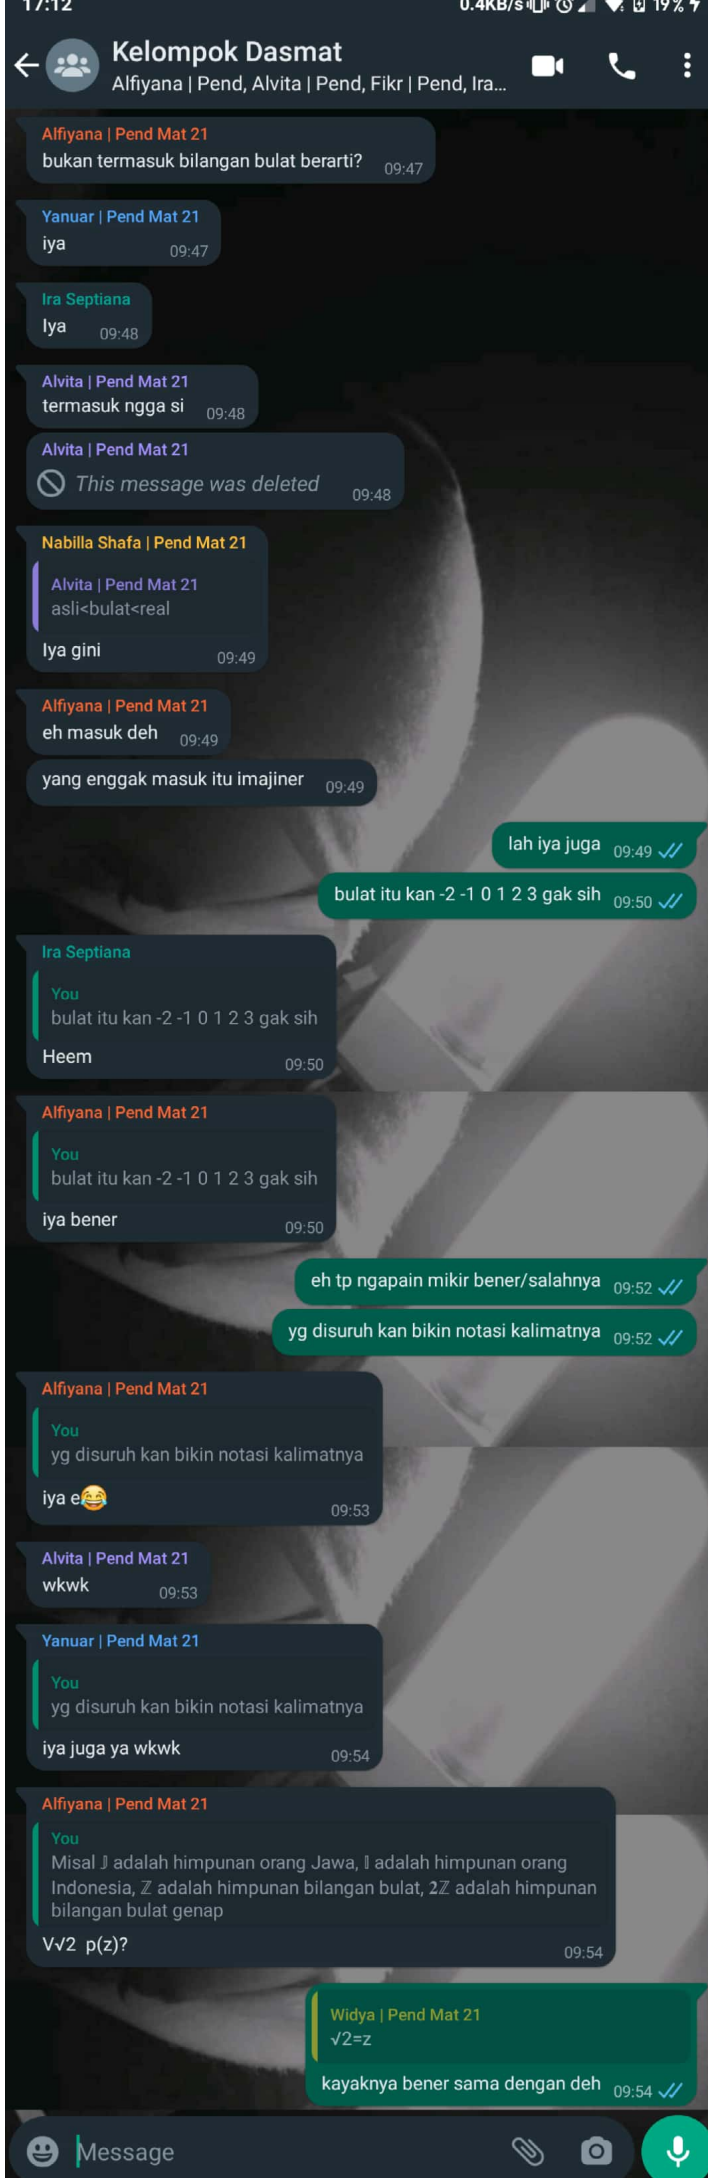 17:12
0.4KB/s 19%
Kelompok Dasmat
Alfiyana | Pend, Alvita | Pend, Fikr | Pend, Ira...
Alfiyana | Pend Mat 21
bukan termasuk bilangan bulat berarti? 09:47
Yanuar | Pend Mat 21
iya 09:47
Ira Septiana
Iya 09:48
Alvita | Pend Mat 21
termasuk ngga si 09:48
Alvita | Pend Mat 21
This message was deleted 09:48
Nabilla Shafa | Pend Mat 21
Alvita | Pend Mat 21
asli<bulat<real
Iya gini 09:49
Alfiyana | Pend Mat 21
eh masuk deh 09:49
yang enggak masuk itu imajiner 09:49
lah iya juga 09:49
bulat itu kan -2 -1 0 1 2 3 gak sih 09:50
Ira Septiana
You
bulat itu kan -2 -1 0 1 2 3 gak sih
Heem 09:50
Alfiyana | Pend Mat 21
You
bulat itu kan -2 -1 0 1 2 3 gak sih
iya bener 09:50
eh tp ngapain mikir bener/salahnya 09:52
yg disuruh kan bikin notasi kalimatnya 09:52
Alfiyana | Pend Mat 21
You
yg disuruh kan bikin notasi kalimatnya
iya e😂 09:53
Alvita | Pend Mat 21
wkwk 09:53
Yanuar | Pend Mat 21
You
yg disuruh kan bikin notasi kalimatnya
iya juga ya wkwk 09:54
Alfiyana | Pend Mat 21
You
Misal 𝕁 adalah himpunan orang Jawa, 𝕀 adalah himpunan orang
Indonesia, ℤ adalah himpunan bilangan bulat, 𝟐ℤ adalah himpunan
bilangan bulat genap
V√2 p(z)? 09:54
Widya | Pend Mat 21
√2=z
kayaknya bener sama dengan deh 09:54
Message